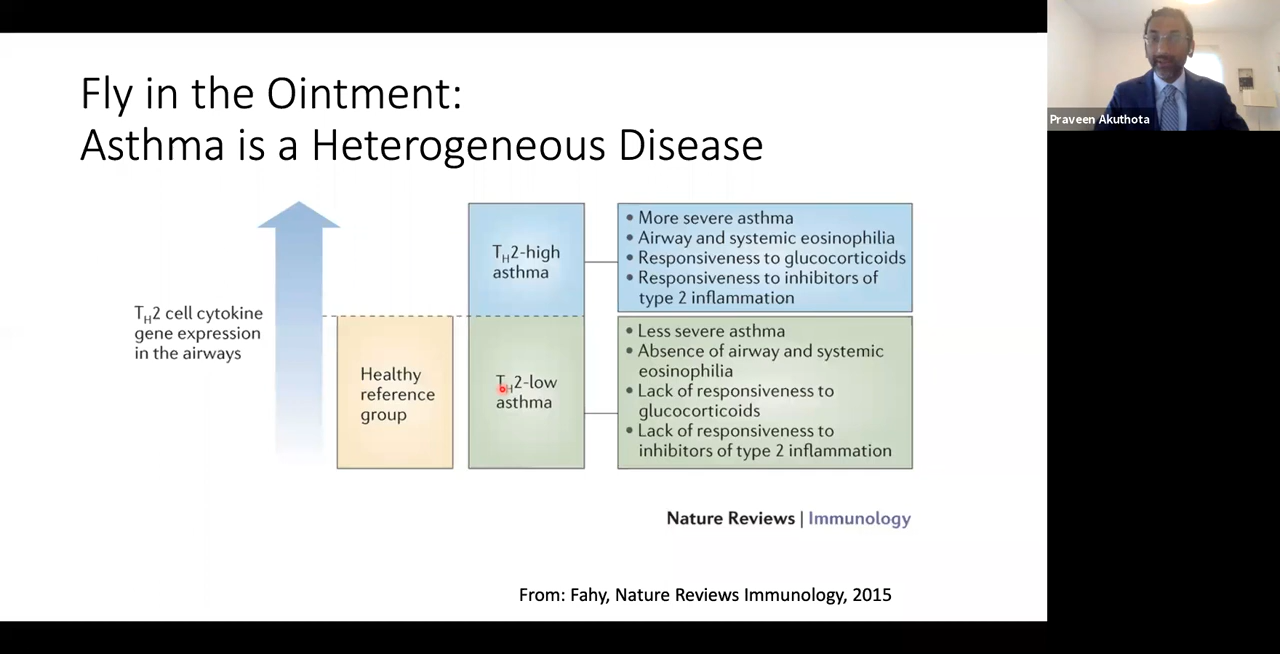 Fly in the Ointment:
Asthma is a Heterogeneous Disease
Praveen Akuthota
TH2 cell cytokine
gene expression
in the airways
Healthy
reference
group
TH2-high
asthma
TH2-low
asthma
• More severe asthma
• Airway and systemic eosinophilia
• Responsiveness to glucocorticoids
• Responsiveness to inhibitors of
type 2 inflammation
• Less severe asthma
• Absence of airway and systemic
eosinophilia
• Lack of responsiveness to
glucocorticoids
• Lack of responsiveness to
inhibitors of type 2 inflammation
Nature Reviews | Immunology
From: Fahy, Nature Reviews Immunology, 2015